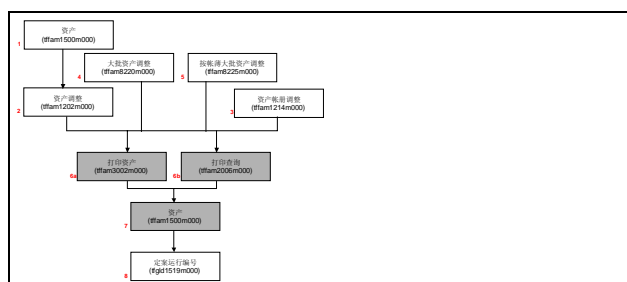 资产
(tffam1500m000)
1
大批资产调整
(tffam8220m000)
4
按帐薄大批资产调整
(tffam8225m000)
5
资产调整
(tffam1202m000)
2
资产帐册调整
(tffam1214m000)
3
打印资产
(tffam3002m000)
6a
打印查询
(tffam2006m000)
6b
资产
(tffam1500m000)
7
定案运行编号
(tfgld1519m000)
8